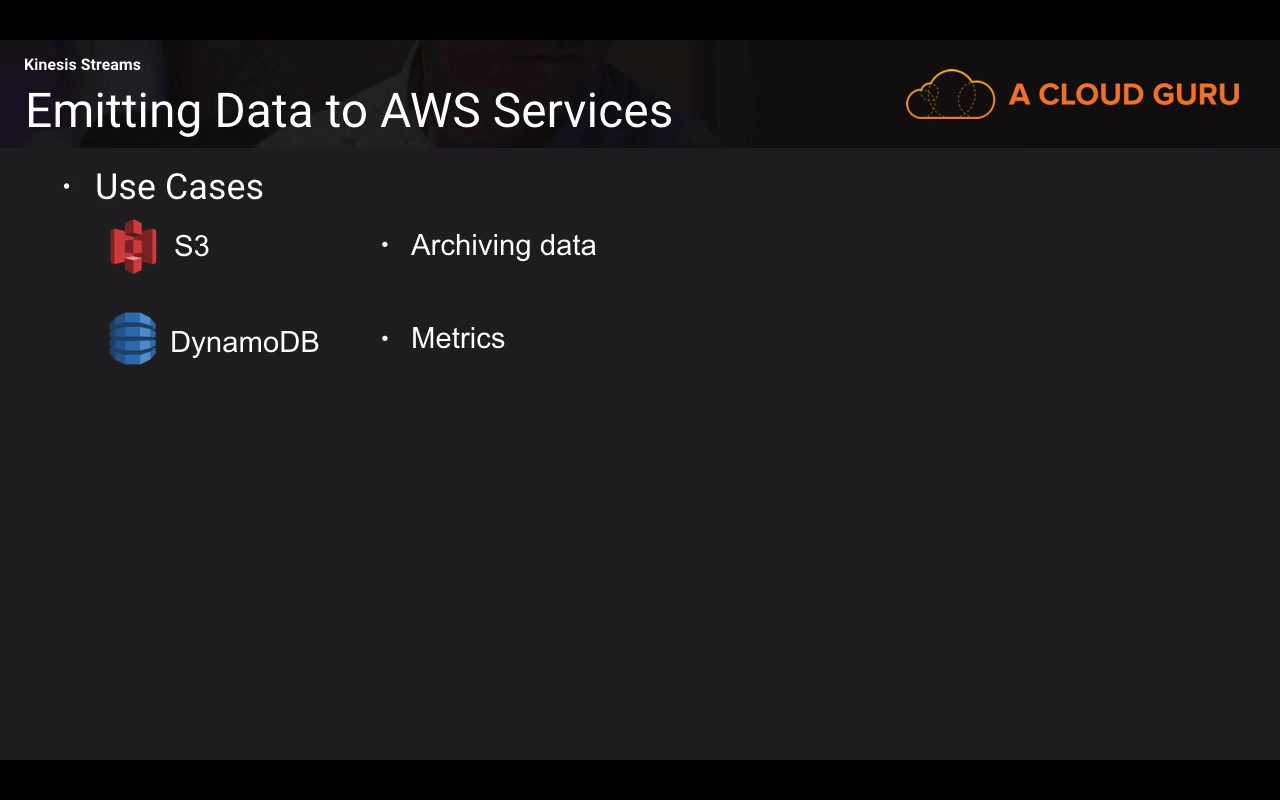 Kinesis Streams
Emitting Data to AWS Services
A CLOUD GURU
• Use Cases
S3 • Archiving data
DynamoDB • Metrics